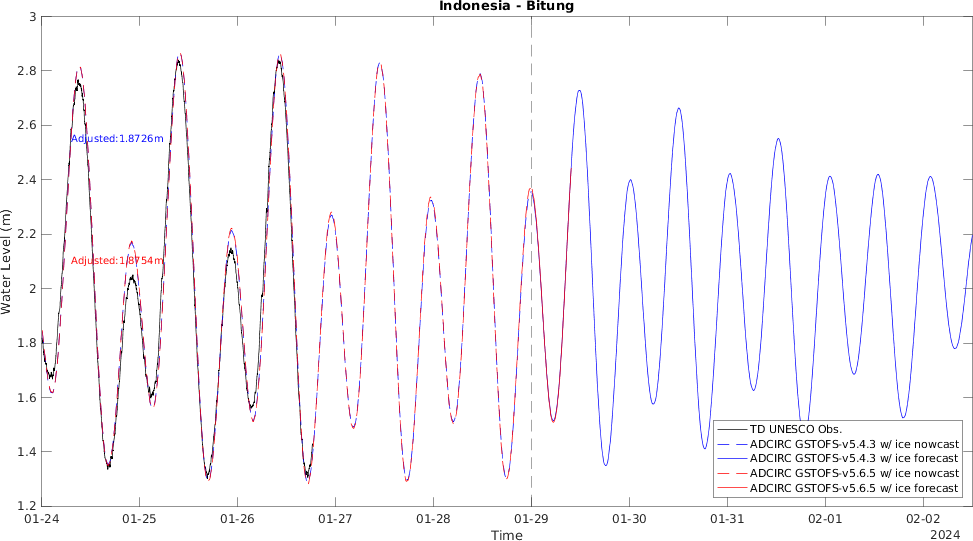 Indonesia - Bitung
3
2.8
2.6
2.4
2.2
2
1.8
1.6
1.4
1.2
Water Level (m)
Adjusted:1.8726m
Adjusted:1.8754m
TD UNESCO Obs.
ADCIRC GSTOFS-v5.4.3 w/ ice nowcast
ADCIRC GSTOFS-v5.4.3 w/ ice forecast
ADCIRC GSTOFS-v5.6.5 w/ ice nowcast
ADCIRC GSTOFS-v5.6.5 w/ ice forecast
01-24 01-25 01-26 01-27 01-28 01-29 01-30 01-31 02-01 02-02
Time
2024